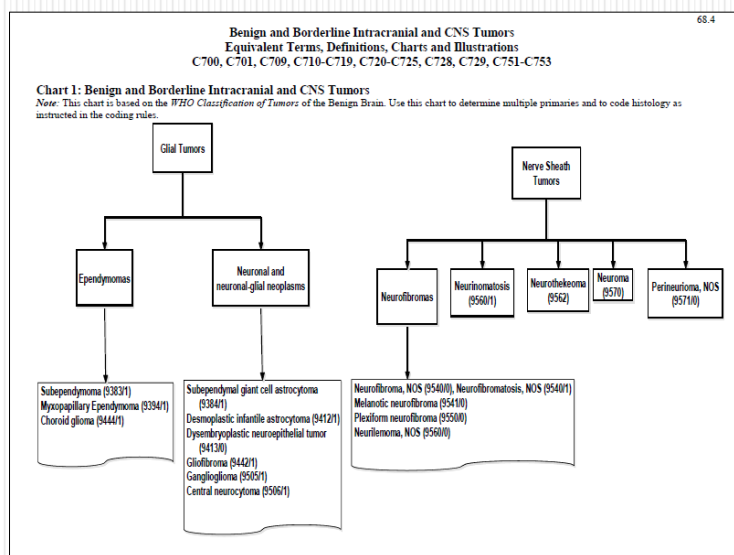 68.4
Benign and Borderline Intracranial and CNS Tumors
Equivalent Terms, Definitions, Charts and Illustrations
C700, C701, C709, C710-C719, C720-C725, C728, C729, C751-C753
Chart 1: Benign and Borderline Intracranial and CNS Tumors
Note: This chart is based on the WHO Classification of Tumors of the Benign Brain. Use this chart to determine multiple primaries and to code histology as
instructed in the coding rules.
Glial Tumors
Nerve Sheath
Tumors
Ependymomas
Neuronal and
neuronal-glial neoplasms
Neurofibromas
Neurinomatosis
(9560/1)
Neurothekeoma
(9562)
Neuroma
(9570)
Perineurioma, NOS
(9571/0)
Subependymoma (9383/1)
Myxopapillary Ependymoma (9394/1)
Choroid glioma (9444/1)
Subependymal giant cell astrocytoma
(9384/1)
Desmoplastic infantile astrocytoma (9412/1)
Dysembryoplastic neuroepithelial tumor
(9413/0)
Gliofibroma (9442/1)
Ganglioglioma (9505/1)
Central neurocytoma (9506/1)
Neurofibroma, NOS (9540/0), Neurofibromatosis, NOS (9540/1)
Melanotic neurofibroma (9541/0)
Plexiform neurofibroma (9550/0)
Neurilemoma, NOS (9560/0)